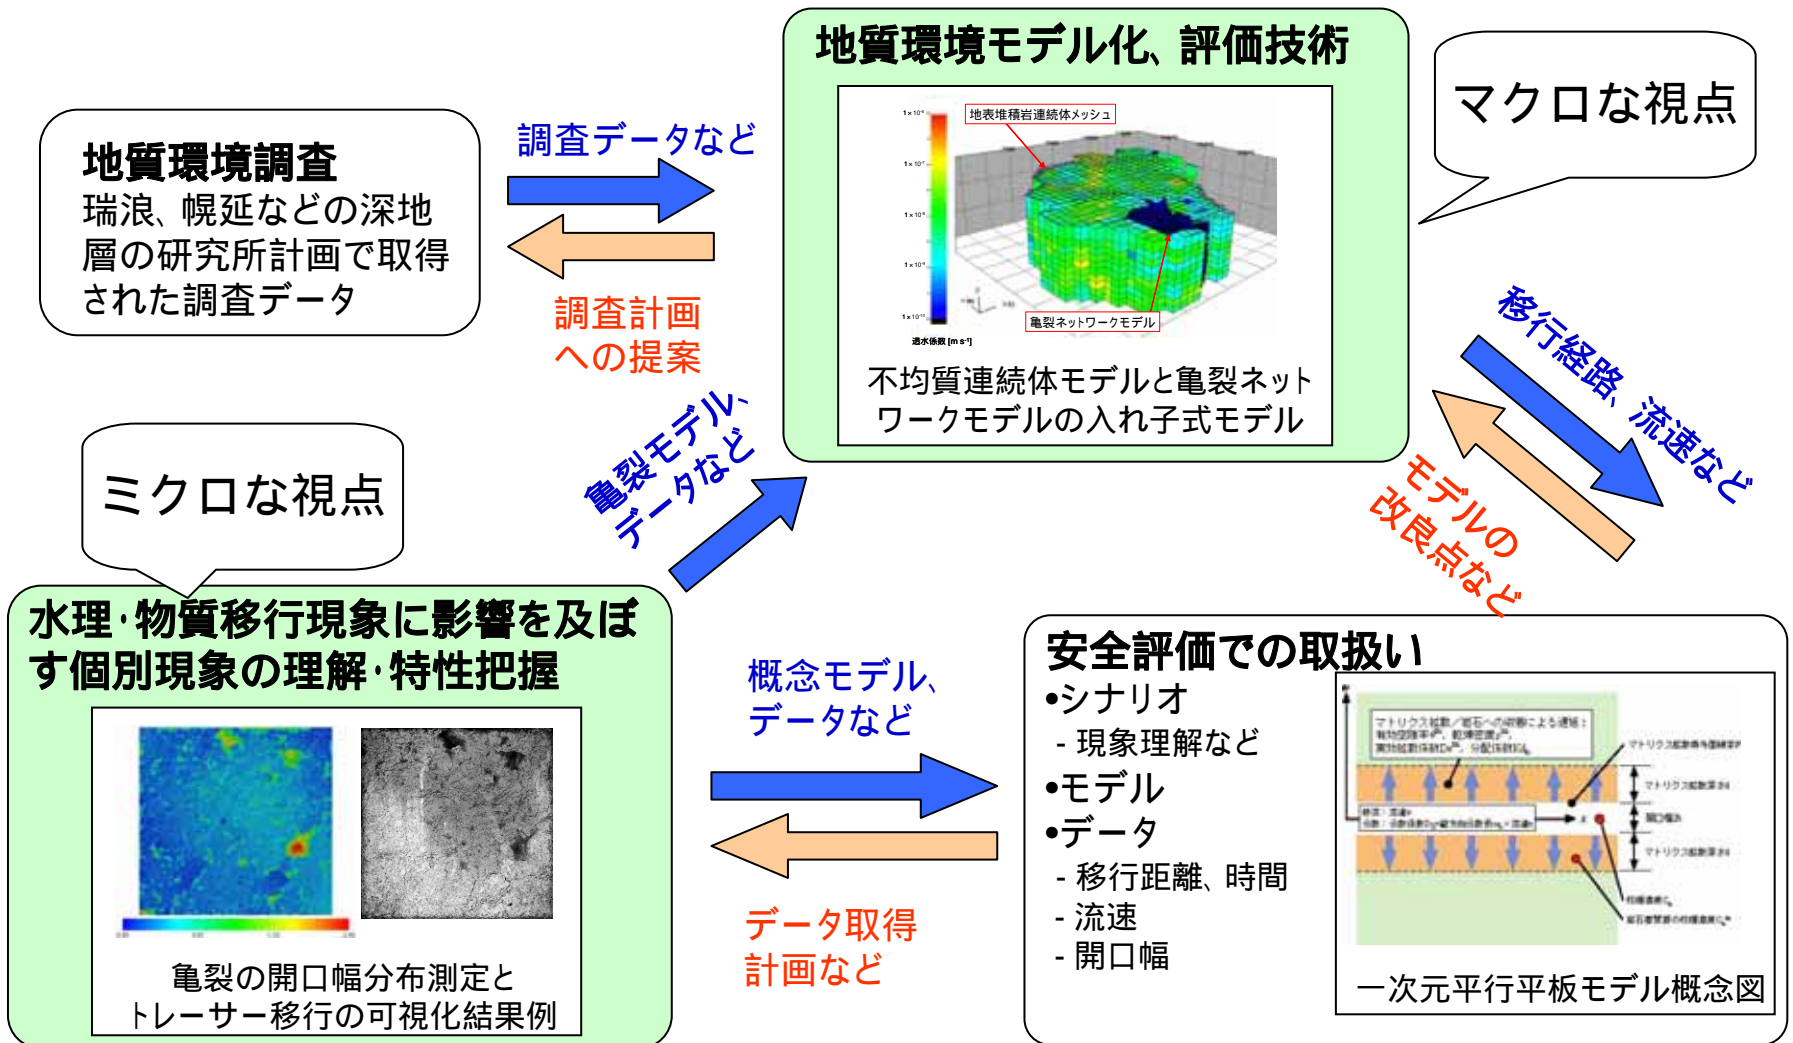 地質環境モデル化、評価技術
地表堆積岩連続体メッシュ
亀裂ネットワークモデル
透水係数 [m s⁻¹]
不均質連続体モデルと亀裂ネット
ワークモデルの入れ子式モデル
マクロな視点
地質環境調査
瑞浪、幌延などの深地
層の研究所計画で取得
された調査データ
調査データなど
調査計画
への提案
移行経路、流速など
モデルの
改良点など
亀裂モデル、
データなど
ミクロな視点
水理・物質移行現象に影響を及ぼ
す個別現象の理解・特性把握
亀裂の開口幅分布測定と
トレーサー移行の可視化結果例
概念モデル、
データなど
データ取得
計画など
安全評価での取扱い
•シナリオ
- 現象理解など
•モデル
•データ
- 移行距離、時間
- 流速
- 開口幅
一次元平行平板モデル概念図